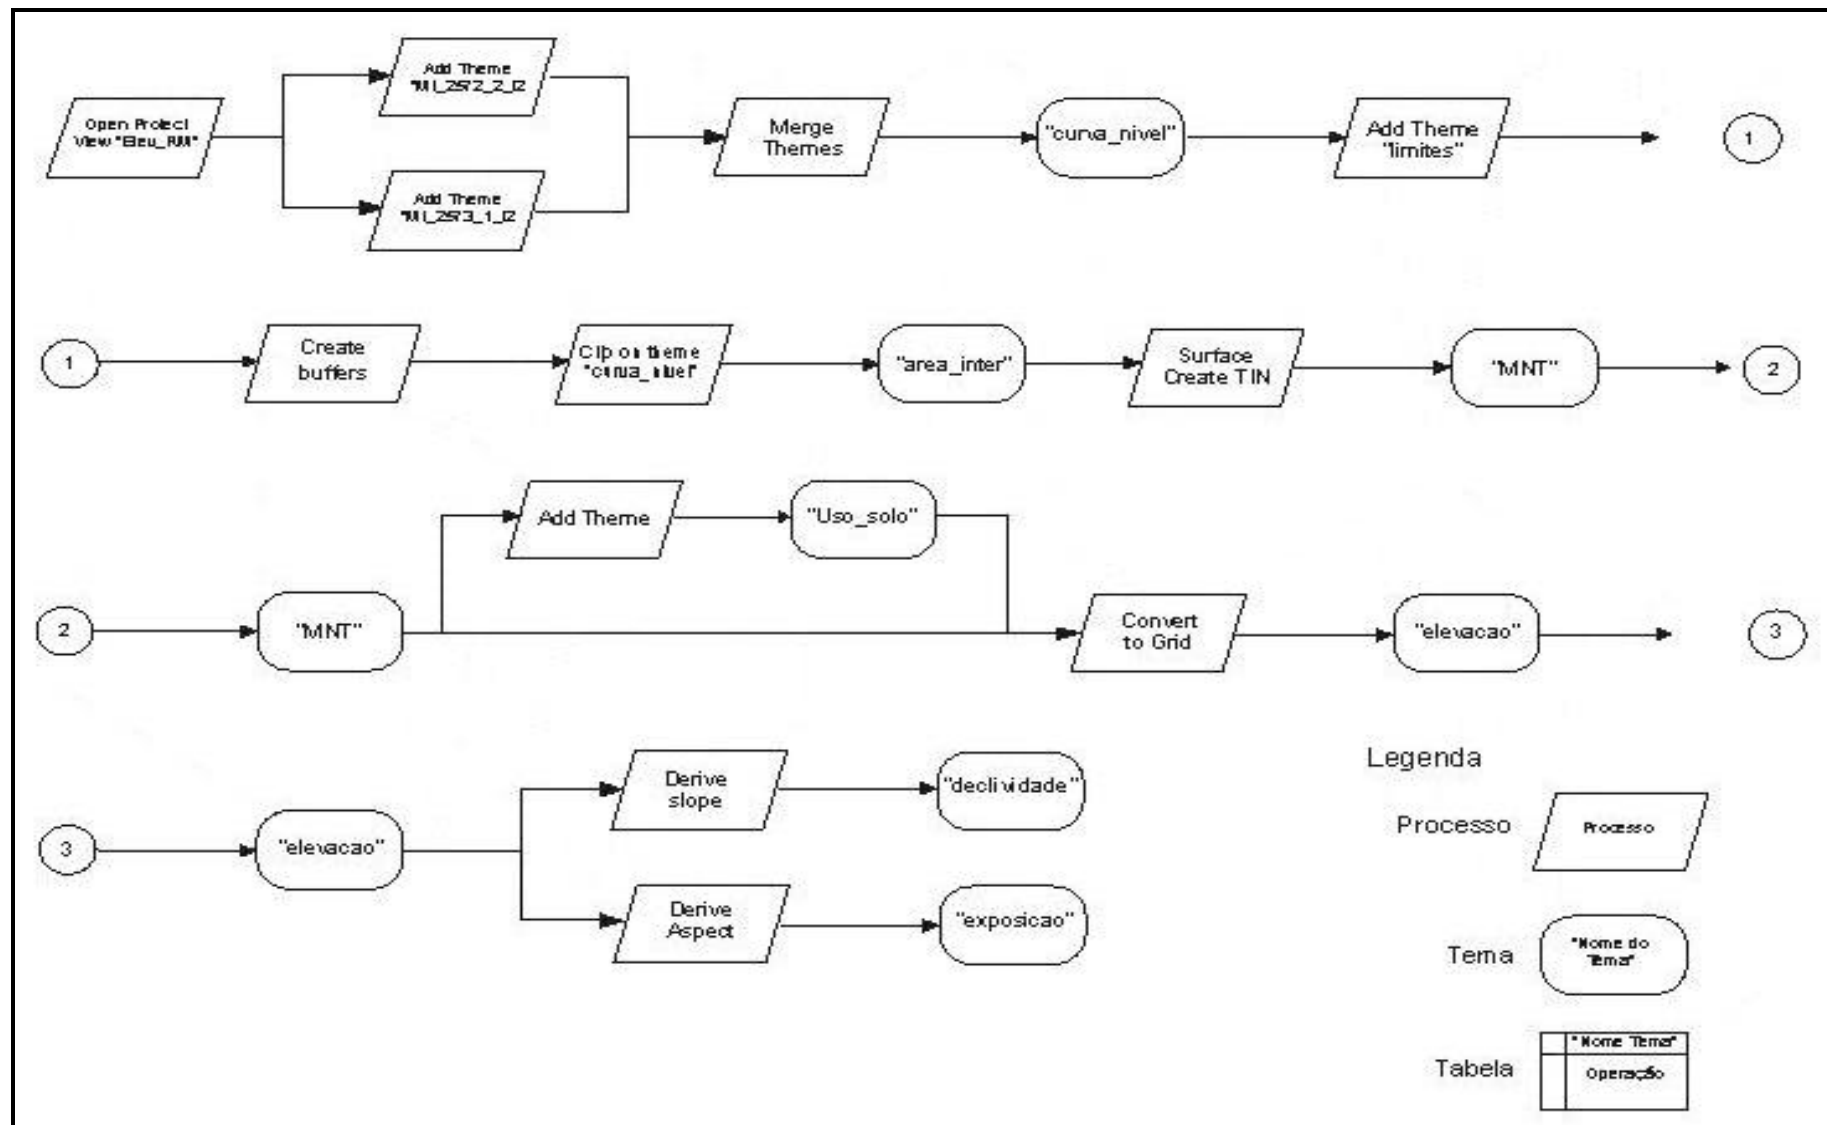 Open Project
View "Elev_RM"
Add Theme
"MI_2572_2_l2
Add Theme
"MI_2573_1_l2
Merge
Themes
"curva_nivel"
Add Theme
"limites"
1
1
Create
buffers
Clip on theme
"curva_nivel"
"area_inter"
Surface
Create TIN
"MNT"
2
Add Theme
"Uso_solo"
2
"MNT"
Convert
to Grid
"elevacao"
3
Derive
slope
"declividade"
3
"elevacao"
Derive
Aspect
"exposicao"
Legenda
Processo
Processo
Tema
"Nome do
Tema"
Tabela
"Nome Tema"
Operação